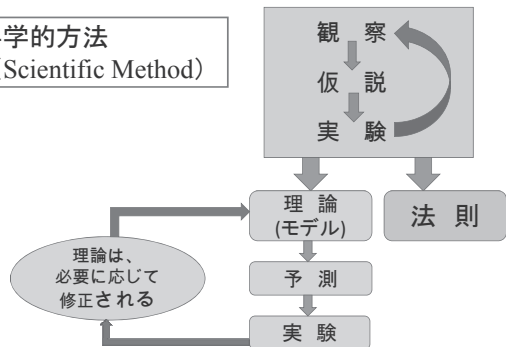 学的方法
(Scientific Method)
観 察
仮 説
実 験
理 論
(モデル)
法 則
予 測
実 験
理論は、
必要に応じて
修正される